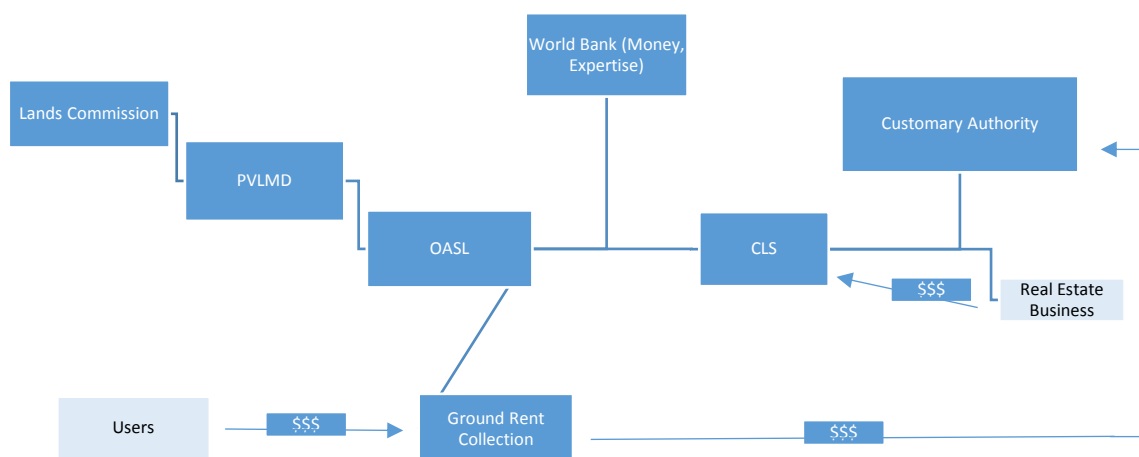 World Bank (Money,
Expertise)
Lands Commission
Customary Authority
PVLMD
OASL
CLS
$$$
Real Estate
Business
Users
$$$
Ground Rent
Collection
$$$